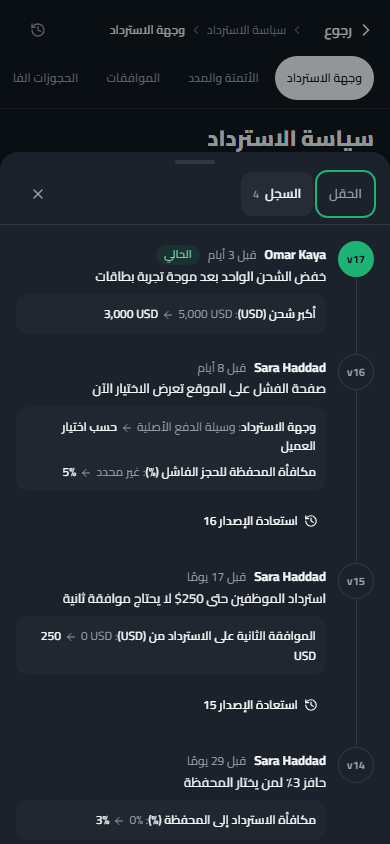 رجوع > سياسة الاسترداد > وجهة الاسترداد
وجهة الاسترداد الأتمتة والمدد الموافقات الحجوزات الفا
سياسة الاسترداد
الحقل السجل 4
v17 Omar Kaya قبل 3 أيام الحالي
خفض الشحن الواحد بعد موجة تجربة بطاقات
أكبر شحن (USD): 5,000 USD ← 3,000 USD
v16 Sara Haddad قبل 8 أيام
صفحة الفشل على الموقع تعرض الاختيار الآن
وجهة الاسترداد: وسيلة الدفع الأصلية ← حسب اختيار
العميل
مكافأة المحفظة للحجز الفاشل (%): غير محدد ← 5%
استعادة الإصدار 16
v15 Sara Haddad قبل 17 يومًا
استرداد الموظفين حتى 250$ لا يحتاج موافقة ثانية
الموافقة الثانية على الاسترداد من (USD): 0 USD ← 250
USD
استعادة الإصدار 15
v14 Sara Haddad قبل 29 يومًا
حافز 3٪ لمن يختار المحفظة
مكافأة الاسترداد إلى المحفظة (%): 0% ← 3%